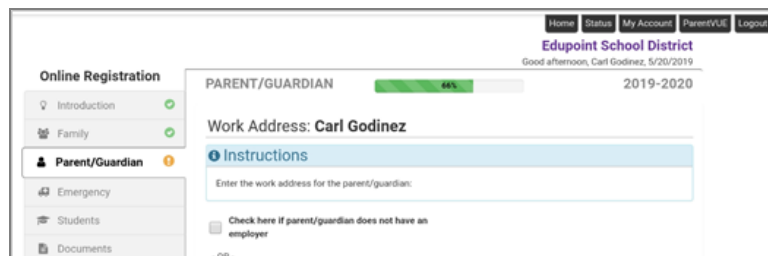 Home Status My Account ParentVUE Logout
Edupoint School District
Good afternoon, Carl Godinez, 5/20/2019
Online Registration
Introduction
Family
Parent/Guardian
Emergency
Students
Documents
PARENT/GUARDIAN 66% 2019-2020
Work Address: Carl Godinez
Instructions
Enter the work address for the parent/guardian:
Check here if parent/guardian does not have an
employer
- OR -